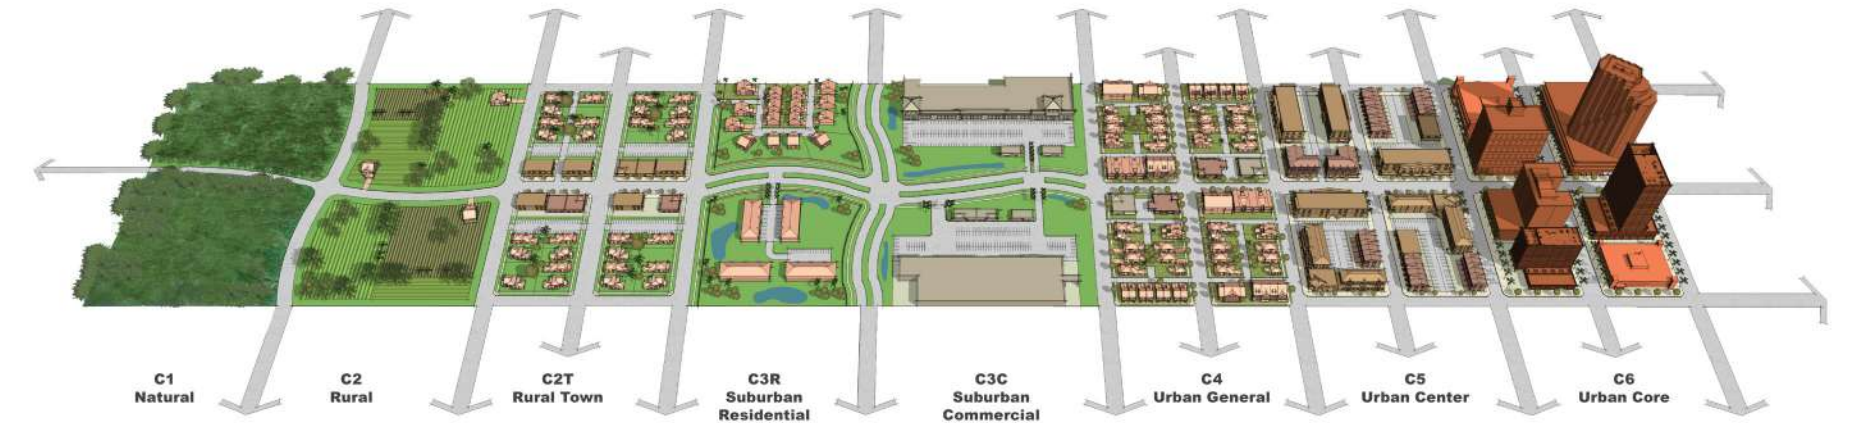 C1
Natural
C2
Rural
C2T
Rural Town
C3R
Suburban
Residential
C3C
Suburban
Commercial
C4
Urban General
C5
Urban Center
C6
Urban Core